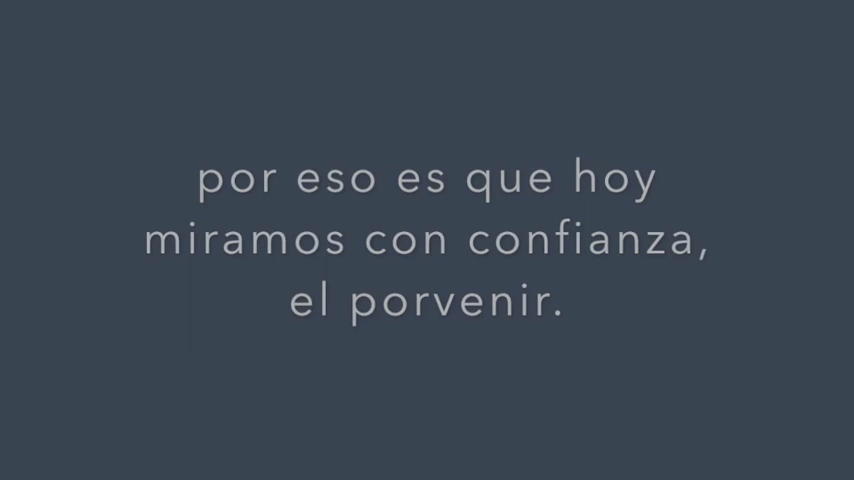 por eso es que hoy
miramos con confianza,
el porvenir.